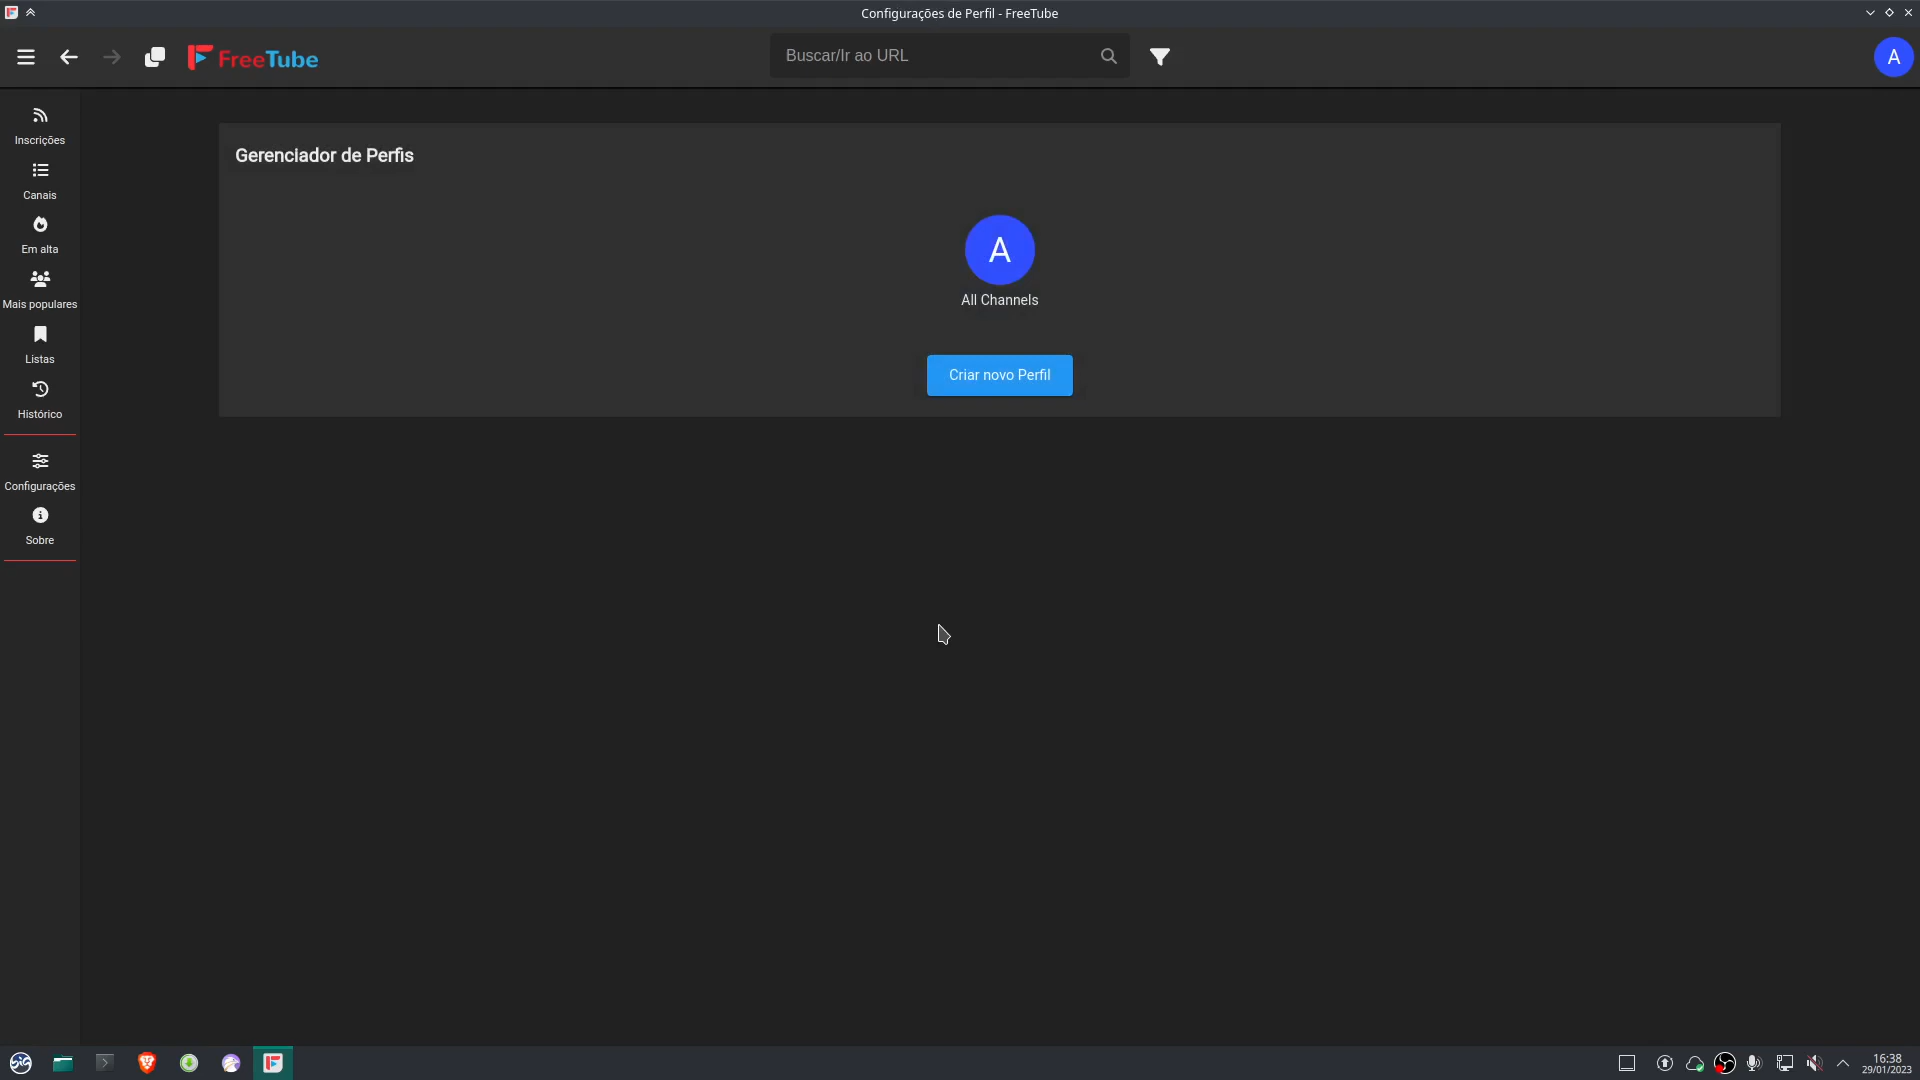 Configurações de Perfil - FreeTube
FreeTube
Buscar/Ir ao URL
A
Inscrições
Canais
Em alta
Mais populares
Listas
Histórico
Configurações
Sobre
Gerenciador de Perfis
A
All Channels
Criar novo Perfil
16:38
29/01/2023